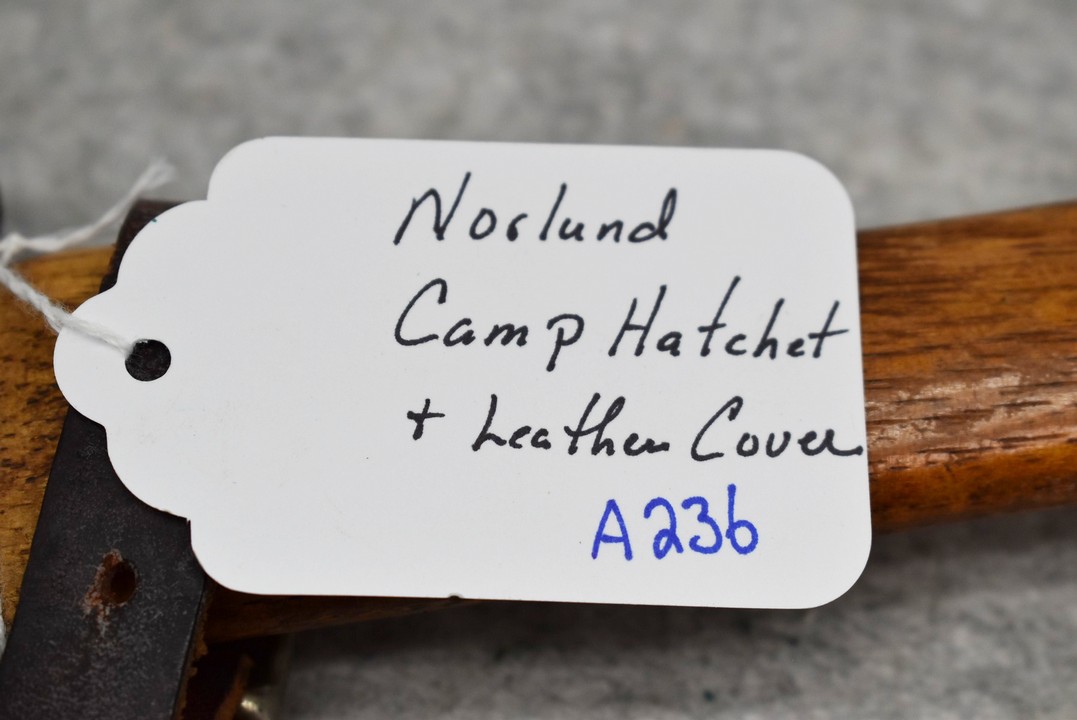 Norlund
Camp Hatchet
+ Leather Cover
A236